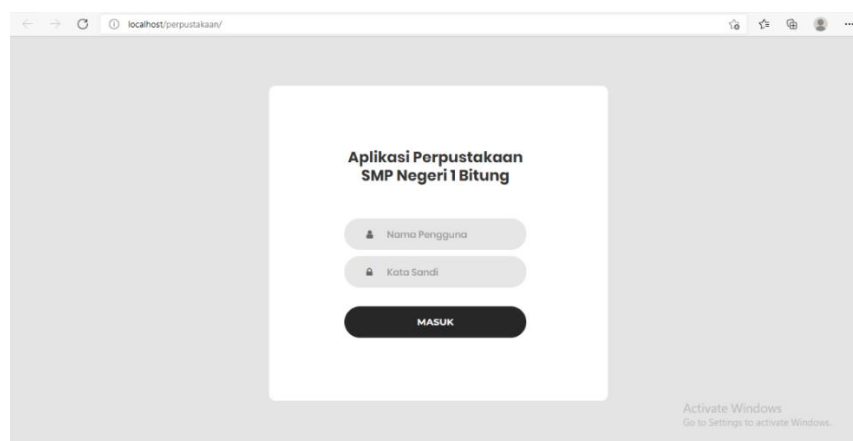 localhost/perpustakaan/
Aplikasi Perpustakaan
SMP Negeri 1 Bitung
Nama Pengguna
Kata Sandi
MASUK
Activate Windows
Go to Settings to activate Windows.